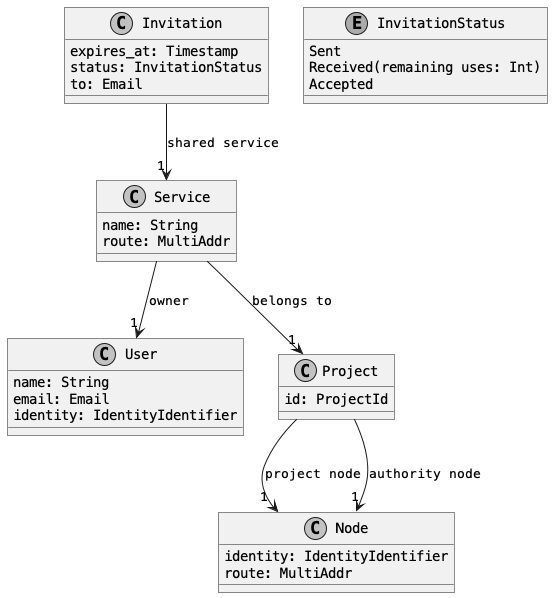 C Invitation
expires_at: Timestamp
status: InvitationStatus
to: Email
E InvitationStatus
Sent
Received(remaining uses: Int)
Accepted
shared service
1
C Service
name: String
route: MultiAddr
owner
belongs to
1
1
C User
name: String
email: Email
identity: IdentityIdentifier
C Project
id: ProjectId
project node
authority node
1
1
C Node
identity: IdentityIdentifier
route: MultiAddr